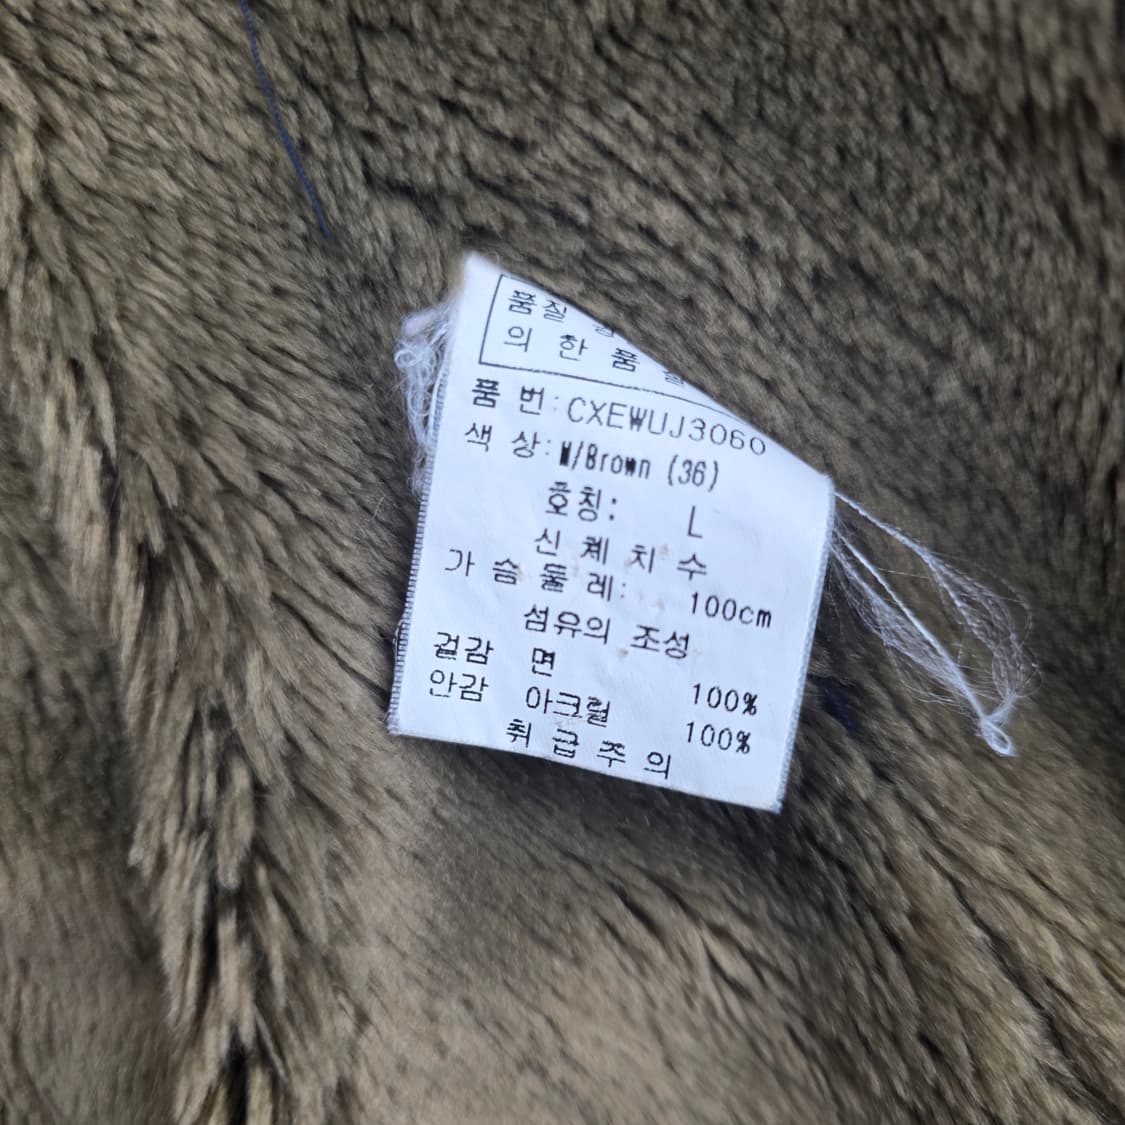 품질
의 한 품
품 번:CXEWUJ3060
색 상:W/Brown (36)
호칭: L
신 체 치 수
가 슴 둘 레: 100cm
섬유의 조성
겉감 면 100%
안감 아크릴 100%
취 급 주 의